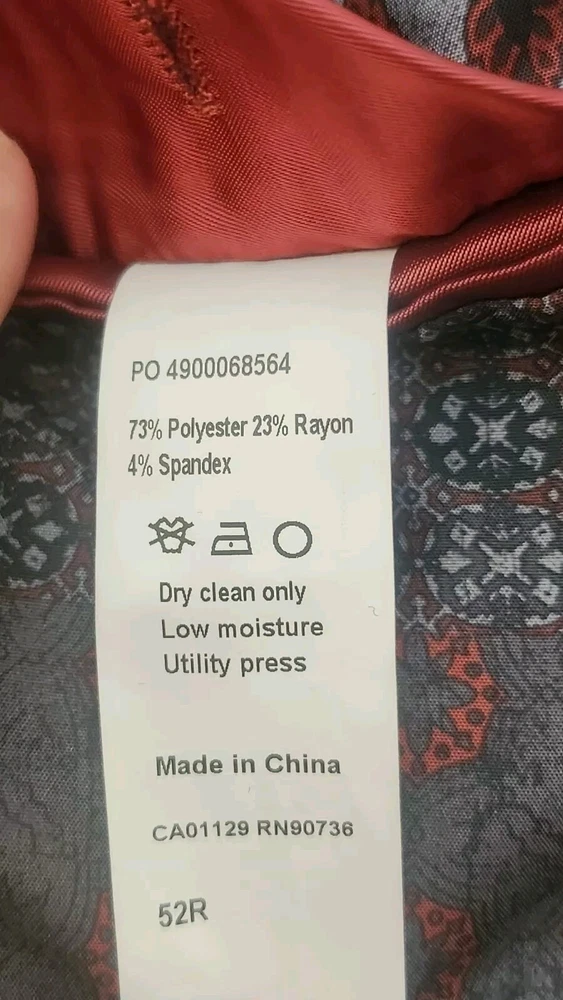 PO 4900068564
73% Polyester 23% Rayon
4% Spandex
Dry clean only
Low moisture
Utility press
Made in China
CA01129 RN90736
52R